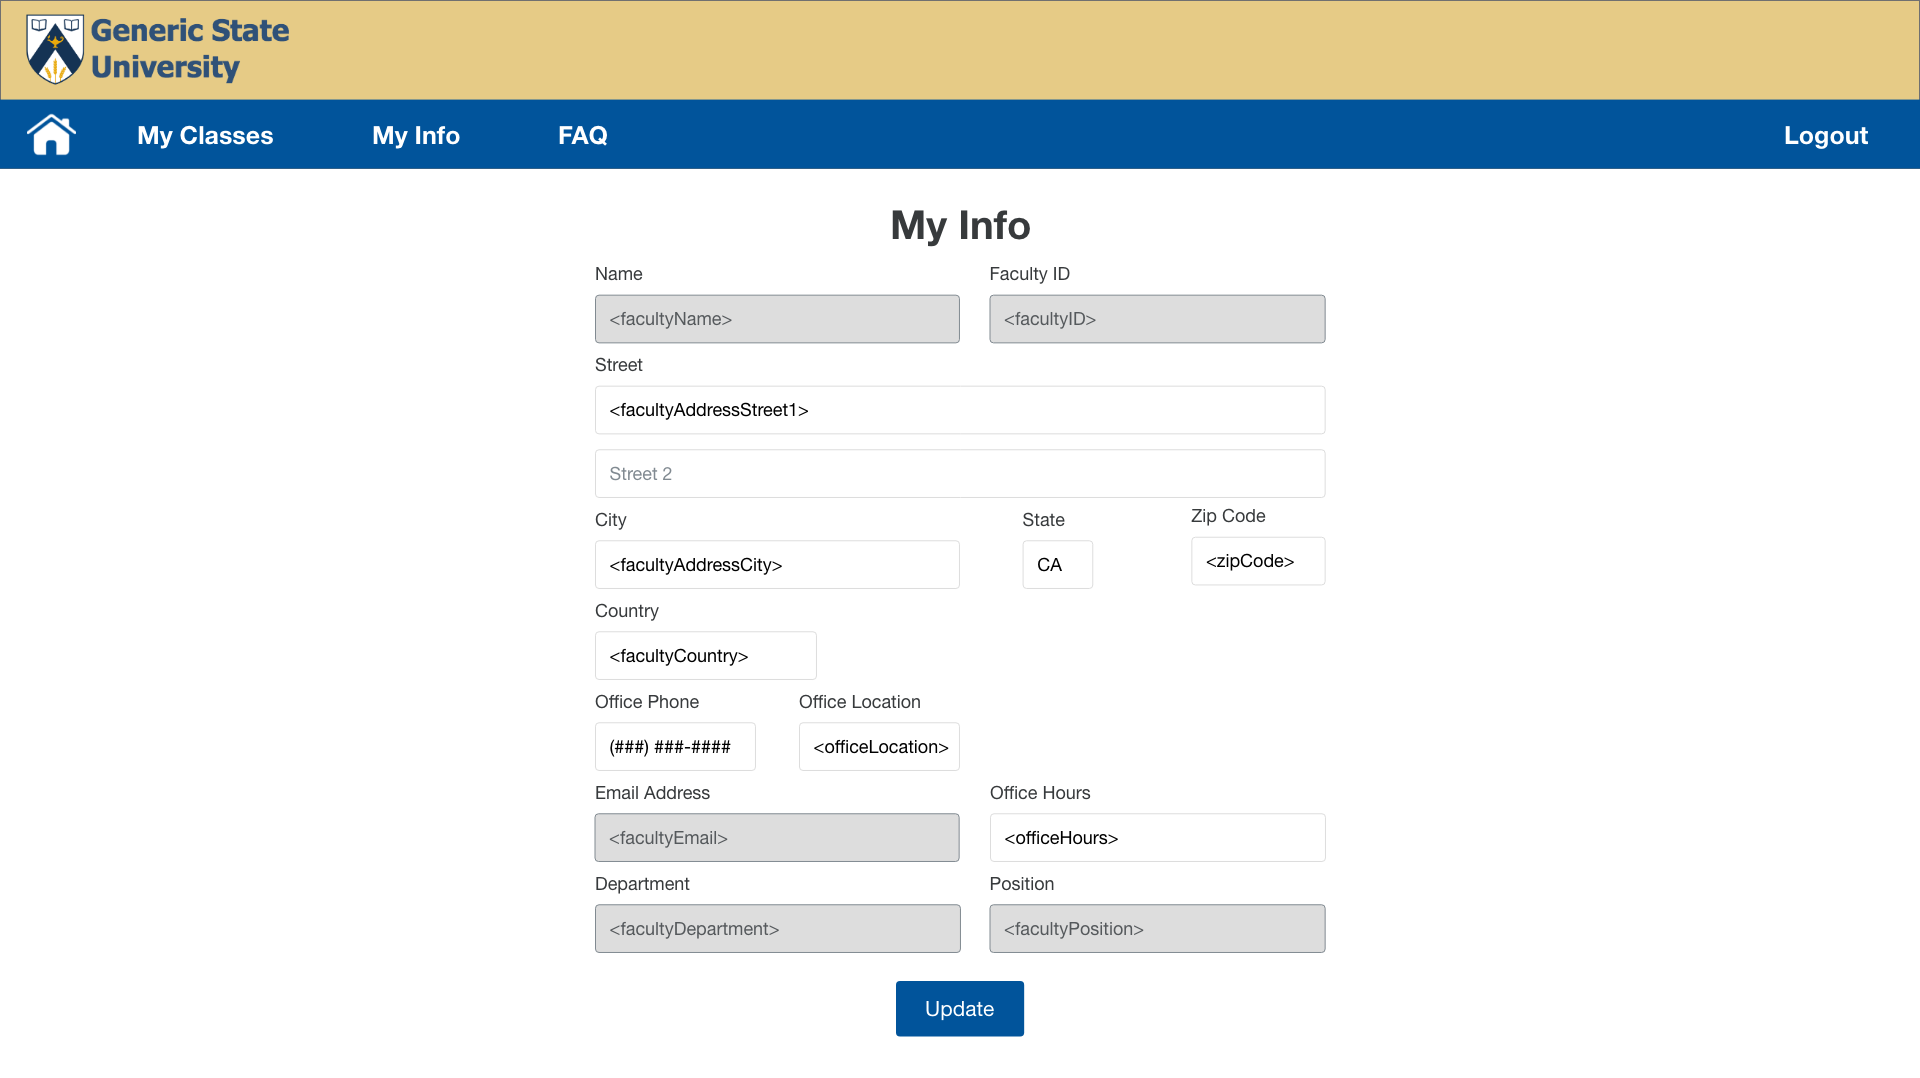 Generic State
University
My Classes
My Info
FAQ
Logout
My Info
Name
Faculty ID
<facultyName>
<facultyID>
Street
<facultyAddressStreet1>
Street 2
City
State
Zip Code
<facultyAddressCity>
CA
<zipCode>
Country
<facultyCountry>
Office Phone
Office Location
(###) ###-####
<officeLocation>
Email Address
Office Hours
<facultyEmail>
<officeHours>
Department
Position
<facultyDepartment>
<facultyPosition>
Update